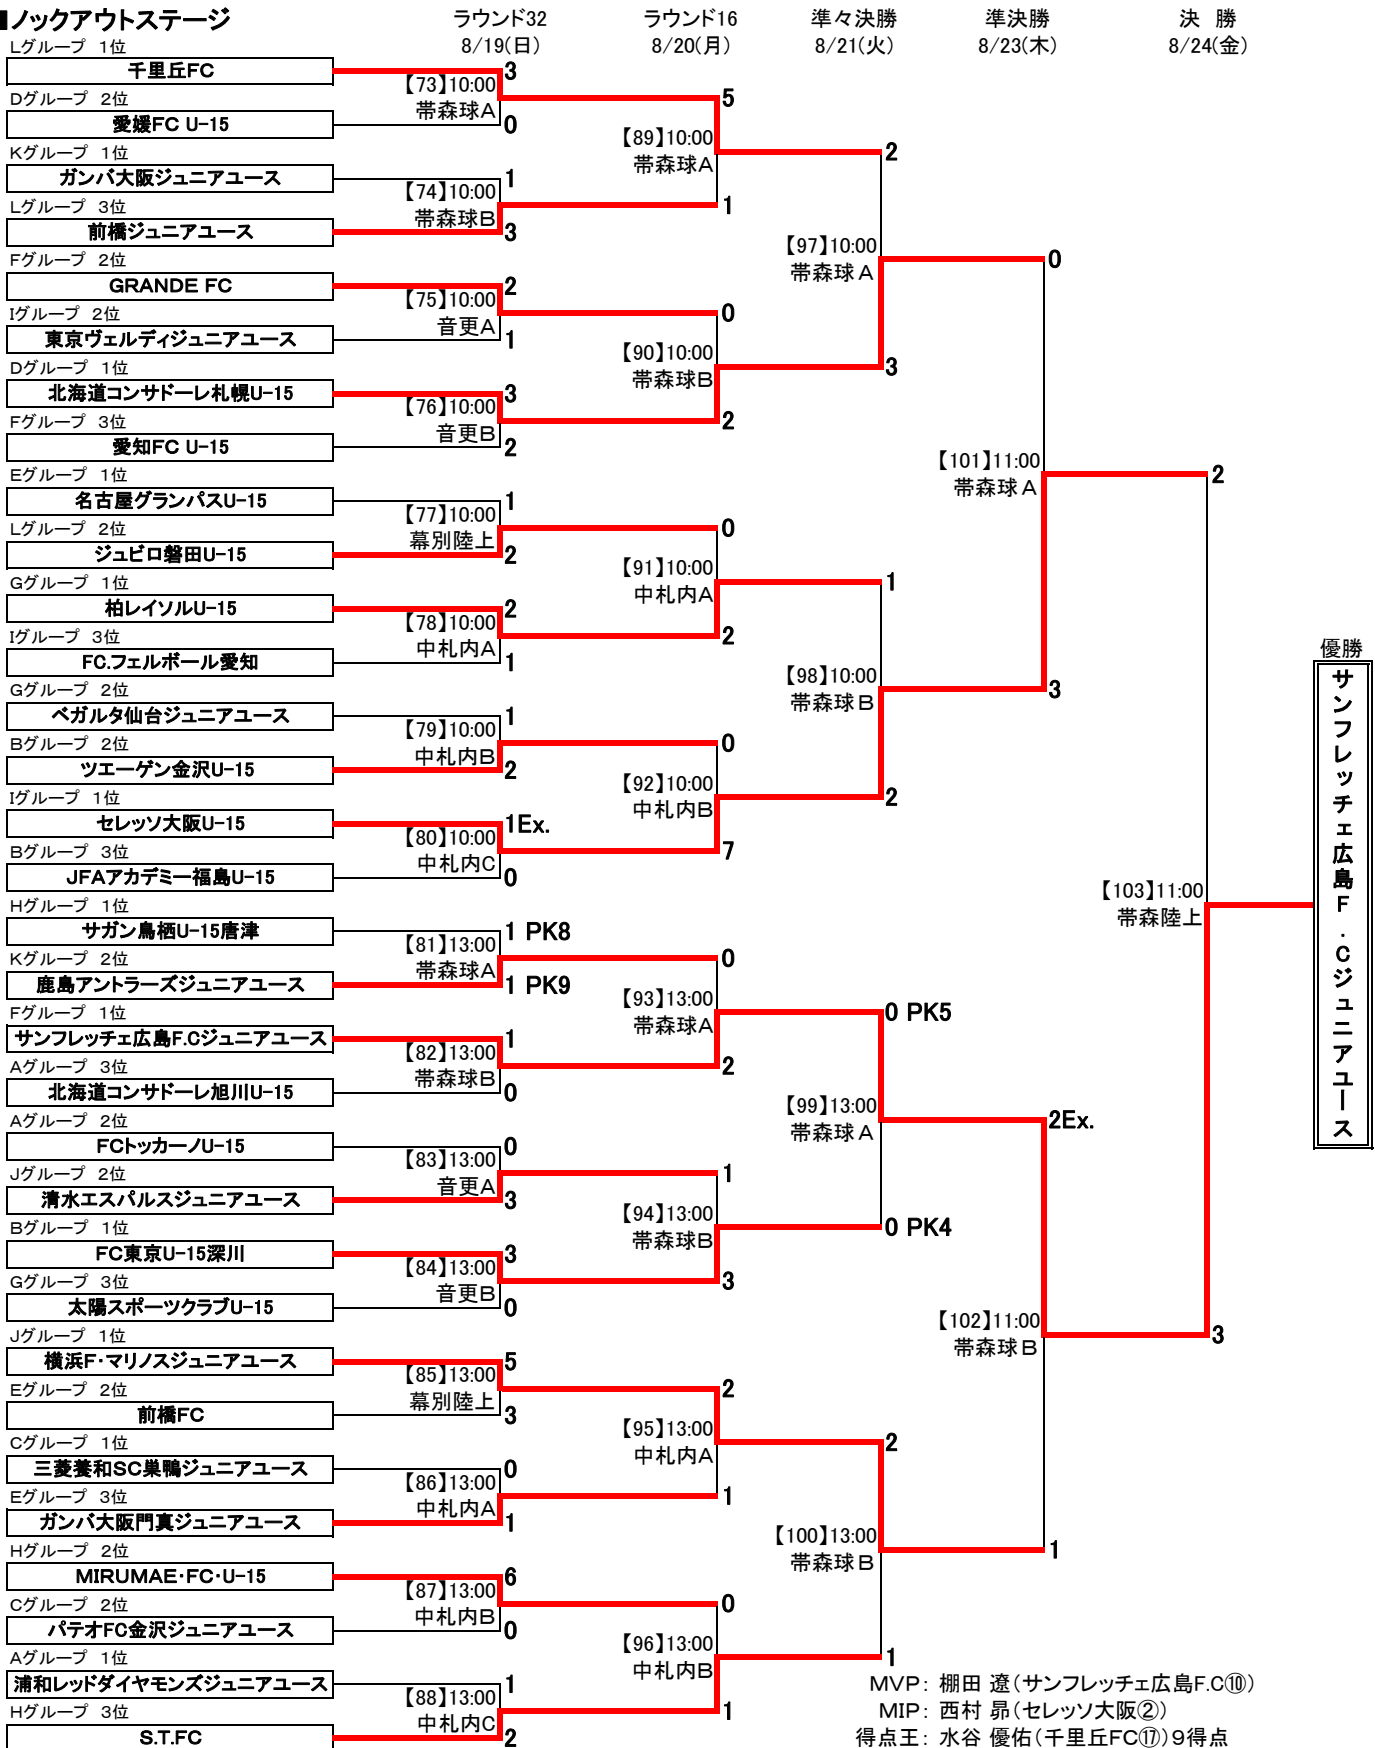 ■ノックアウトステージ
ラウンド32 ラウンド16 準々決勝 準決勝 決 勝
8/19(日) 8/20(月) 8/21(火) 8/23(木) 8/24(金)
Lグループ 1位
千里丘FC
3
【73】10:00
帯森球A
Dグループ 2位
愛媛FC U-15
0
5
【89】10:00
帯森球A
Kグループ 1位
ガンバ大阪ジュニアユース
1
【74】10:00
帯森球B
Lグループ 3位
前橋ジュニアユース
3
1
2
【97】10:00
帯森球A
Fグループ 2位
GRANDE FC
2
【75】10:00
音更A
Iグループ 2位
東京ヴェルディジュニアユース
1
0
【90】10:00
帯森球B
Dグループ 1位
北海道コンサドーレ札幌U-15
3
【76】10:00
音更B
Fグループ 3位
愛知FC U-15
2
2
3
0
【101】11:00
帯森球A
Eグループ 1位
名古屋グランパスU-15
1
【77】10:00
幕別陸上
Lグループ 2位
ジュビロ磐田U-15
2
0
【91】10:00
中札内A
Gグループ 1位
柏レイソルU-15
2
【78】10:00
中札内A
Iグループ 3位
FC.フェルボール愛知
1
2
1
【98】10:00
帯森球B
Gグループ 2位
ベガルタ仙台ジュニアユース
1
【79】10:00
中札内B
Bグループ 2位
ツエーゲン金沢U-15
2
0
【92】10:00
中札内B
Iグループ 1位
セレッソ大阪U-15
1Ex.
【80】10:00
中札内C
Bグループ 3位
JFAアカデミー福島U-15
0
7
2
3
2
【103】11:00
帯森陸上
Hグループ 1位
サガン鳥栖U-15唐津
1 PK8
【81】13:00
帯森球A
Kグループ 2位
鹿島アントラーズジュニアユース
1 PK9
0
【93】13:00
帯森球A
Fグループ 1位
サンフレッチェ広島F.Cジュニアユース
1
【82】13:00
帯森球B
Aグループ 3位
北海道コンサドーレ旭川U-15
0
2
0 PK5
【99】13:00
帯森球A
Aグループ 2位
FCトッカーノU-15
0
【83】13:00
音更A
Jグループ 2位
清水エスパルスジュニアユース
3
1
【94】13:00
帯森球B
Bグループ 1位
FC東京U-15深川
3
【84】13:00
音更B
Gグループ 3位
太陽スポーツクラブU-15
0
3
0 PK4
2Ex.
【102】11:00
帯森球B
Jグループ 1位
横浜F・マリノスジュニアユース
5
【85】13:00
幕別陸上
Eグループ 2位
前橋FC
3
2
【95】13:00
中札内A
Cグループ 1位
三菱養和SC巣鴨ジュニアユース
0
【86】13:00
中札内A
Eグループ 3位
ガンバ大阪門真ジュニアユース
1
1
2
【100】13:00
帯森球B
Hグループ 2位
MIRUMAE・FC・U-15
6
【87】13:00
中札内B
Cグループ 2位
パテオFC金沢ジュニアユース
0
0
【96】13:00
中札内B
Aグループ 1位
浦和レッドダイヤモンズジュニアユース
1
【88】13:00
中札内C
Hグループ 3位
S.T.FC
2
1
1
1
3
優勝
サンフレッチェ広島F.Cジュニアユース
MVP： 棚田 遼(サンフレッチェ広島F.C⑩)
MIP： 西村 昴(セレッソ大阪②)
得点王： 水谷 優佑(千里丘FC⑰)9得点